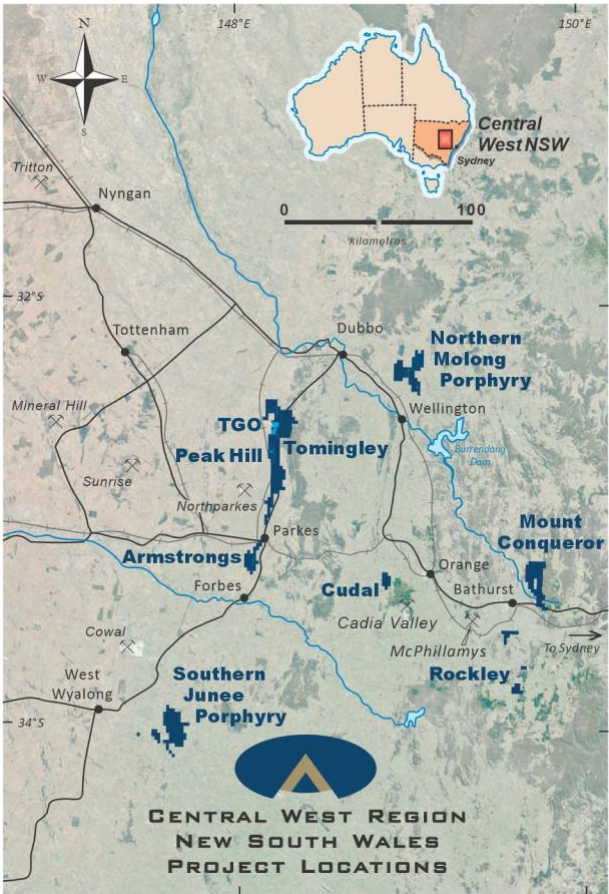 148°E
150°E
N
W
E
S
Central
West NSW
Sydney
0
100
kilometres
Tritton
Nyngan
32°S
Tottenham
Dubbo
Northern
Molong
Porphyry
Mineral Hill
TGO
Wellington
Peak Hill
Tomingley
Burrendong
Dam
Sunrise
Northparkes
Parkes
Mount
Conqueror
Armstrongs
Orange
Forbes
Cudal
Bathurst
Cadia Valley
Cowal
McPhillamys
To Sydney
West
Wyalong
Southern
Junee
Porphyry
Rockley
34°S
CENTRAL WEST REGION
NEW SOUTH WALES
PROJECT LOCATIONS